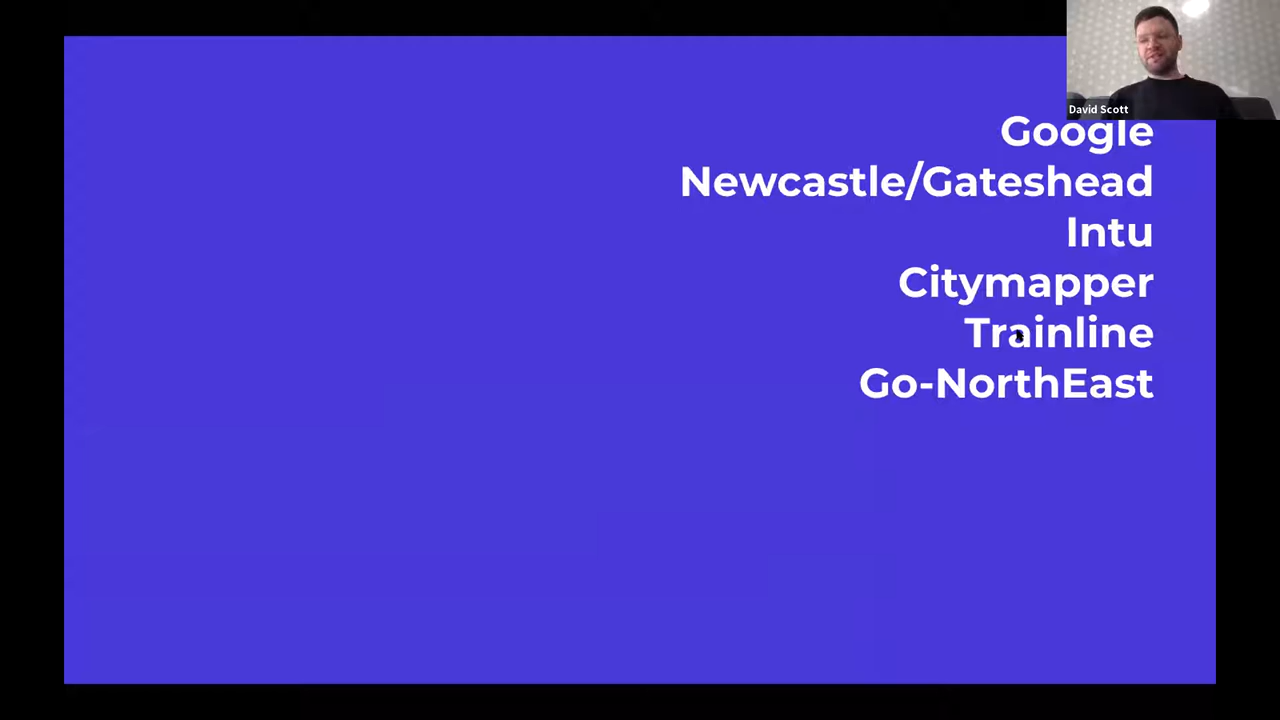 David Scott
Google
Newcastle/Gateshead
Intu
Citymapper
Trainline
Go-NorthEast